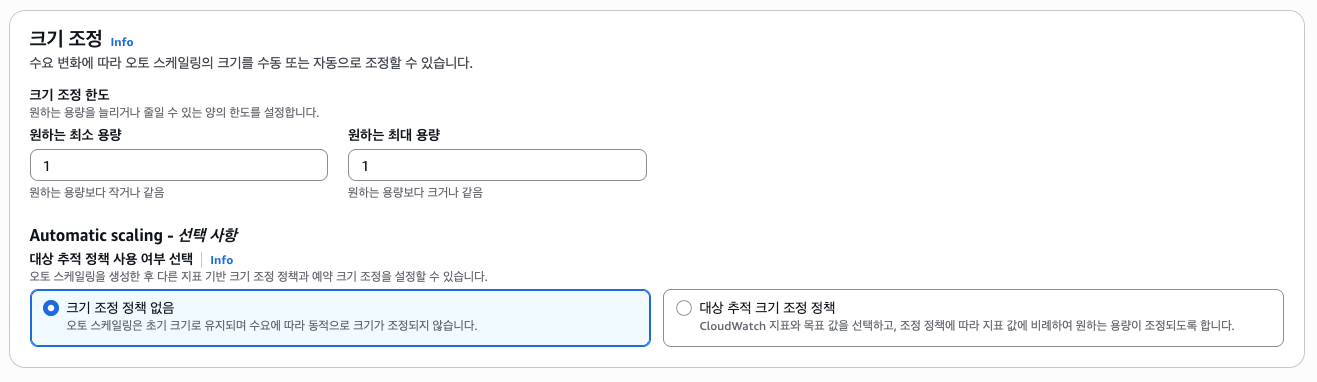 크기 조정 Info
수요 변화에 따라 오토 스케일링의 크기를 수동 또는 자동으로 조정할 수 있습니다.
크기 조정 한도
원하는 용량을 늘리거나 줄일 수 있는 양의 한도를 설정합니다.
원하는 최소 용량
1
원하는 용량보다 작거나 같음
원하는 최대 용량
1
원하는 용량보다 크거나 같음
Automatic scaling - 선택 사항
대상 추적 정책 사용 여부 선택 Info
오토 스케일링을 생성한 후 다른 지표 기반 크기 조정 정책과 예약 크기 조정을 설정할 수 있습니다.
크기 조정 정책 없음
오토 스케일링은 초기 크기로 유지되며 수요에 따라 동적으로 크기가 조정되지 않습니다.
대상 추적 크기 조정 정책
CloudWatch 지표와 목표 값을 선택하고, 조정 정책에 따라 지표 값에 비례하여 원하는 용량이 조정되도록 합니다.